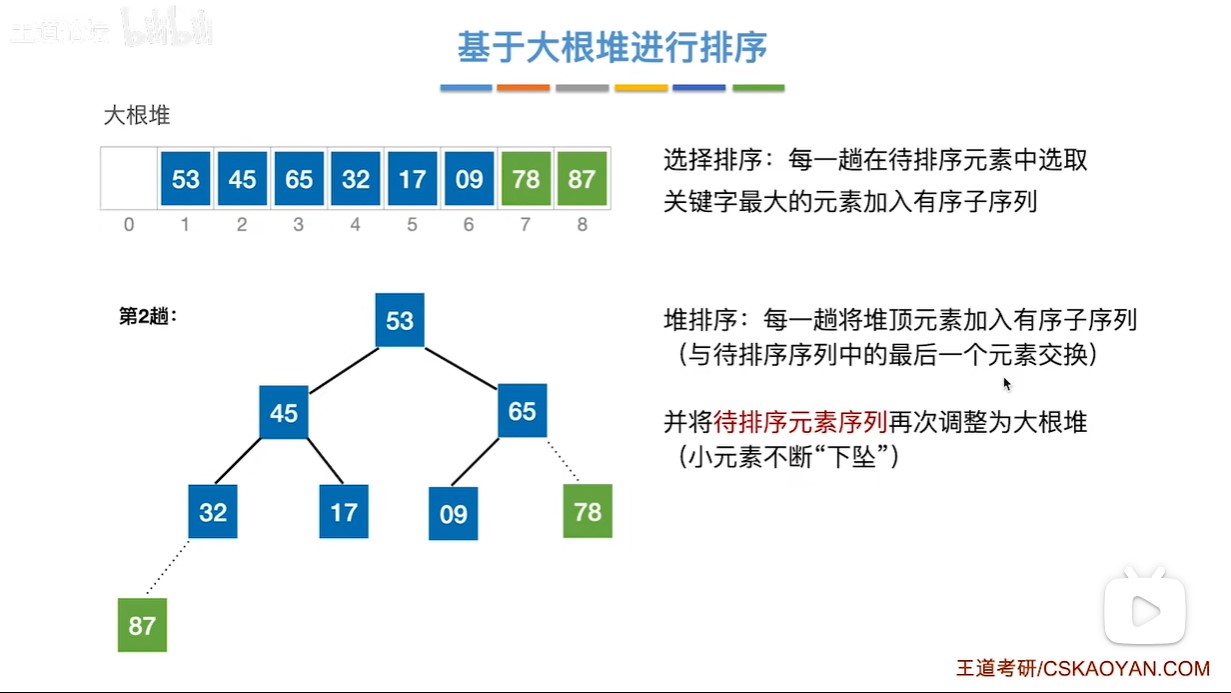 王道论坛 bilibili
基于大根堆进行排序
大根堆
53 45 65 32 17 09 78 87
0 1 2 3 4 5 6 7 8
选择排序：每一趟在待排序元素中选取
关键字最大的元素加入有序子序列
第2趟：
53
45 65
32 17 09 78
87
堆排序：每一趟将堆顶元素加入有序子序列
（与待排序序列中的最后一个元素交换）
并将待排序元素序列再次调整为大根堆
（小元素不断“下坠”）
王道考研/CSKAOYAN.COM